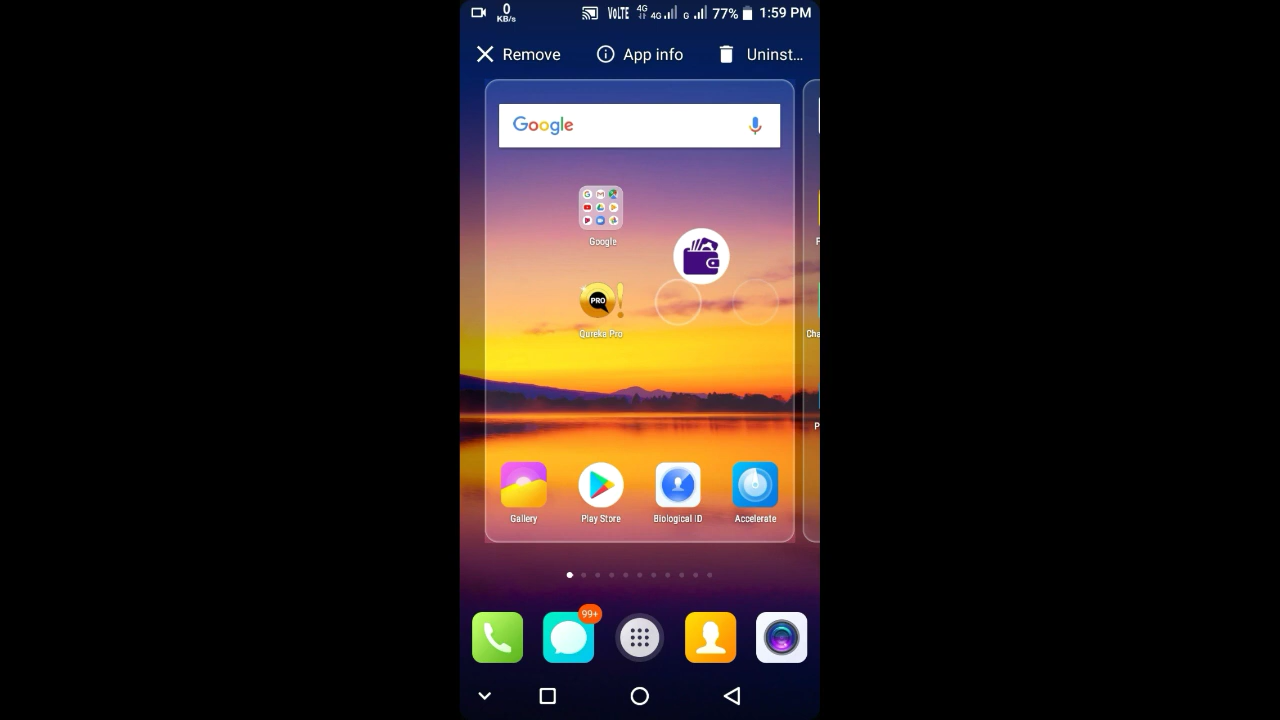 0 KB/s VOLTE 4G 4G G 77% 1:59 PM
Remove App info Uninst...
Google
Google
Qureka Pro
PRO
Cha
P
Gallery Play Store Biological ID Accelerate
99+